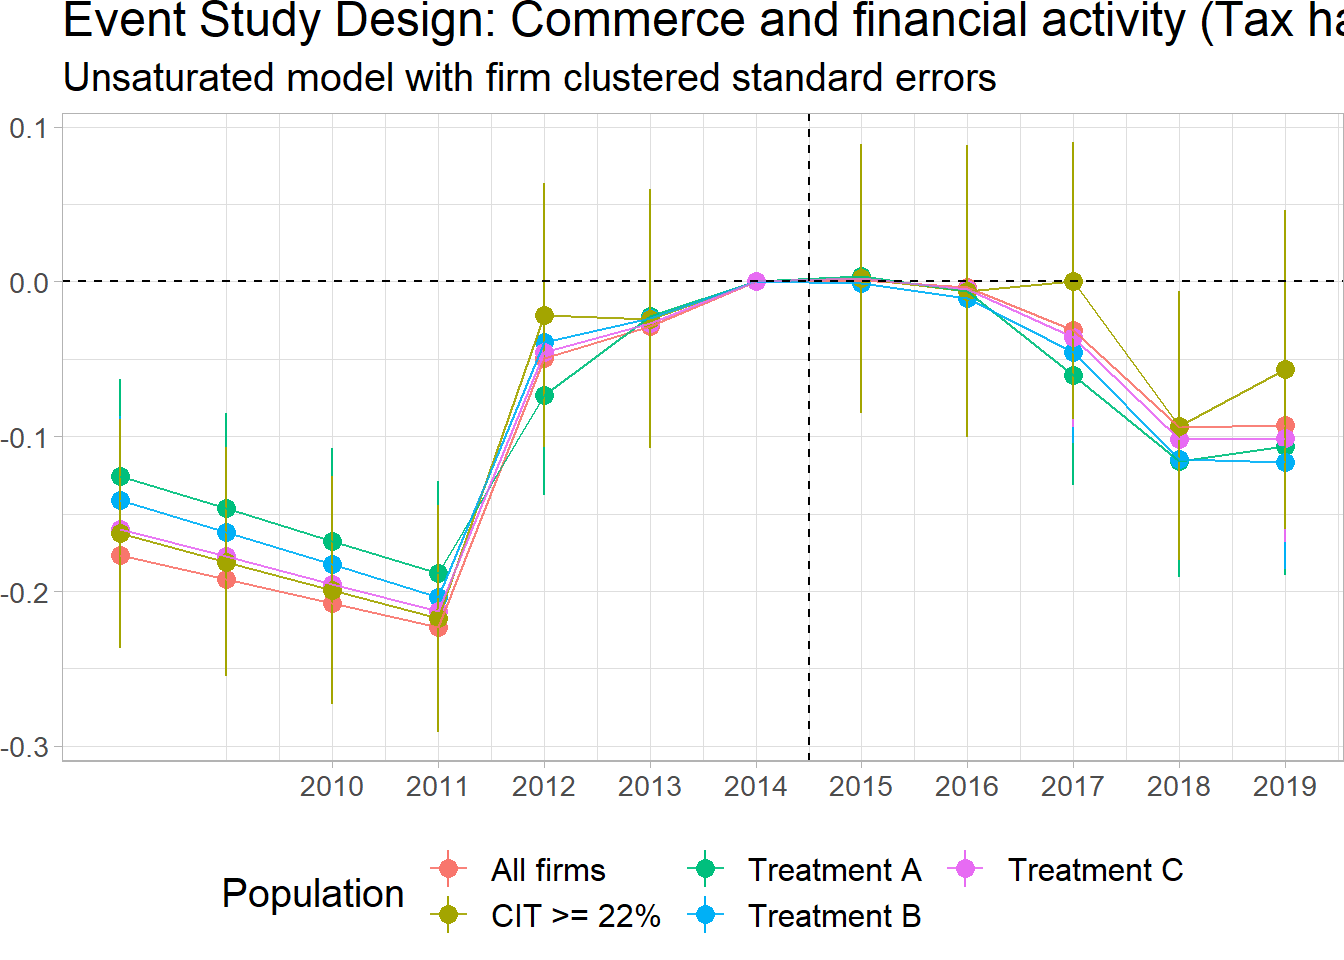 Event Study Design: Commerce and financial activity (Tax ha
Unsaturated model with firm clustered standard errors
0.1
0.0
-0.1
-0.2
-0.3
2010 2011 2012 2013 2014 2015 2016 2017 2018 2019
Population
All firms Treatment A Treatment C
CIT >= 22% Treatment B